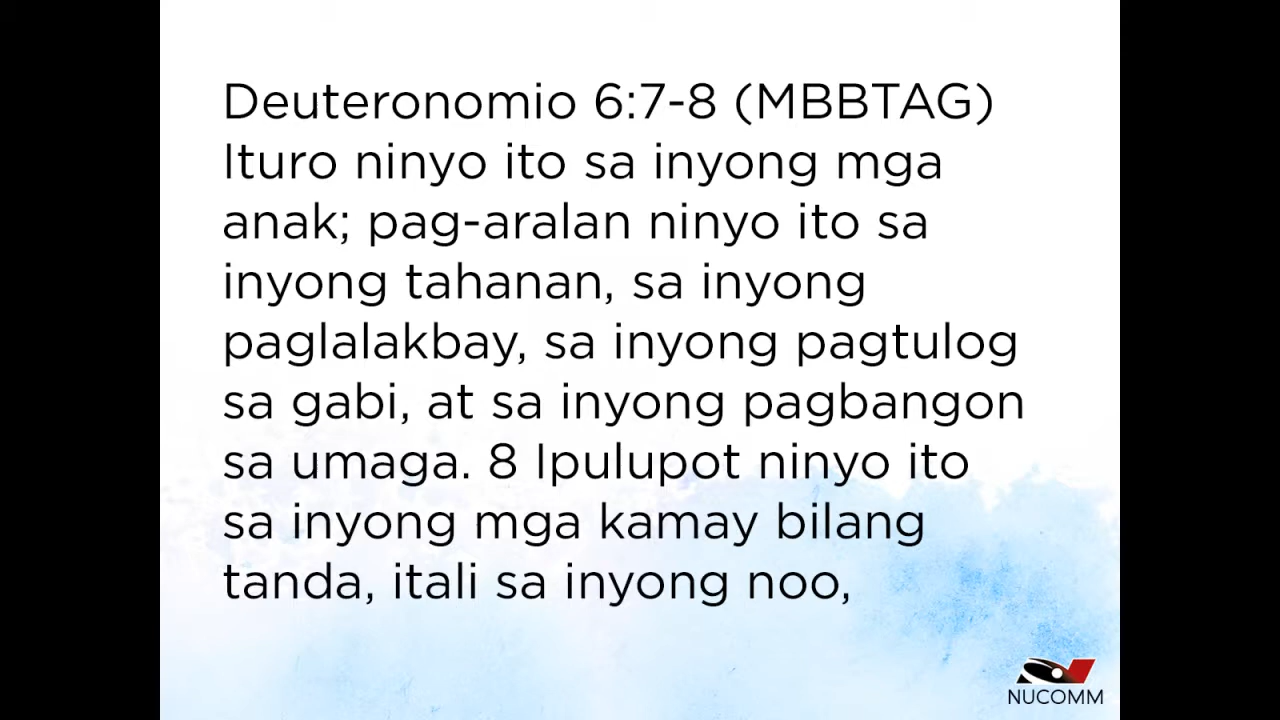 Deuteronomio 6:7-8 (MBBTAG)
Ituro ninyo ito sa inyong mga
anak; pag-aralan ninyo ito sa
inyong tahanan, sa inyong
paglalakbay, sa inyong pagtulog
sa gabi, at sa inyong pagbangon
sa umaga. 8 Ipulupot ninyo ito
sa inyong mga kamay bilang
tanda, itali sa inyong noo,
NUCOMM